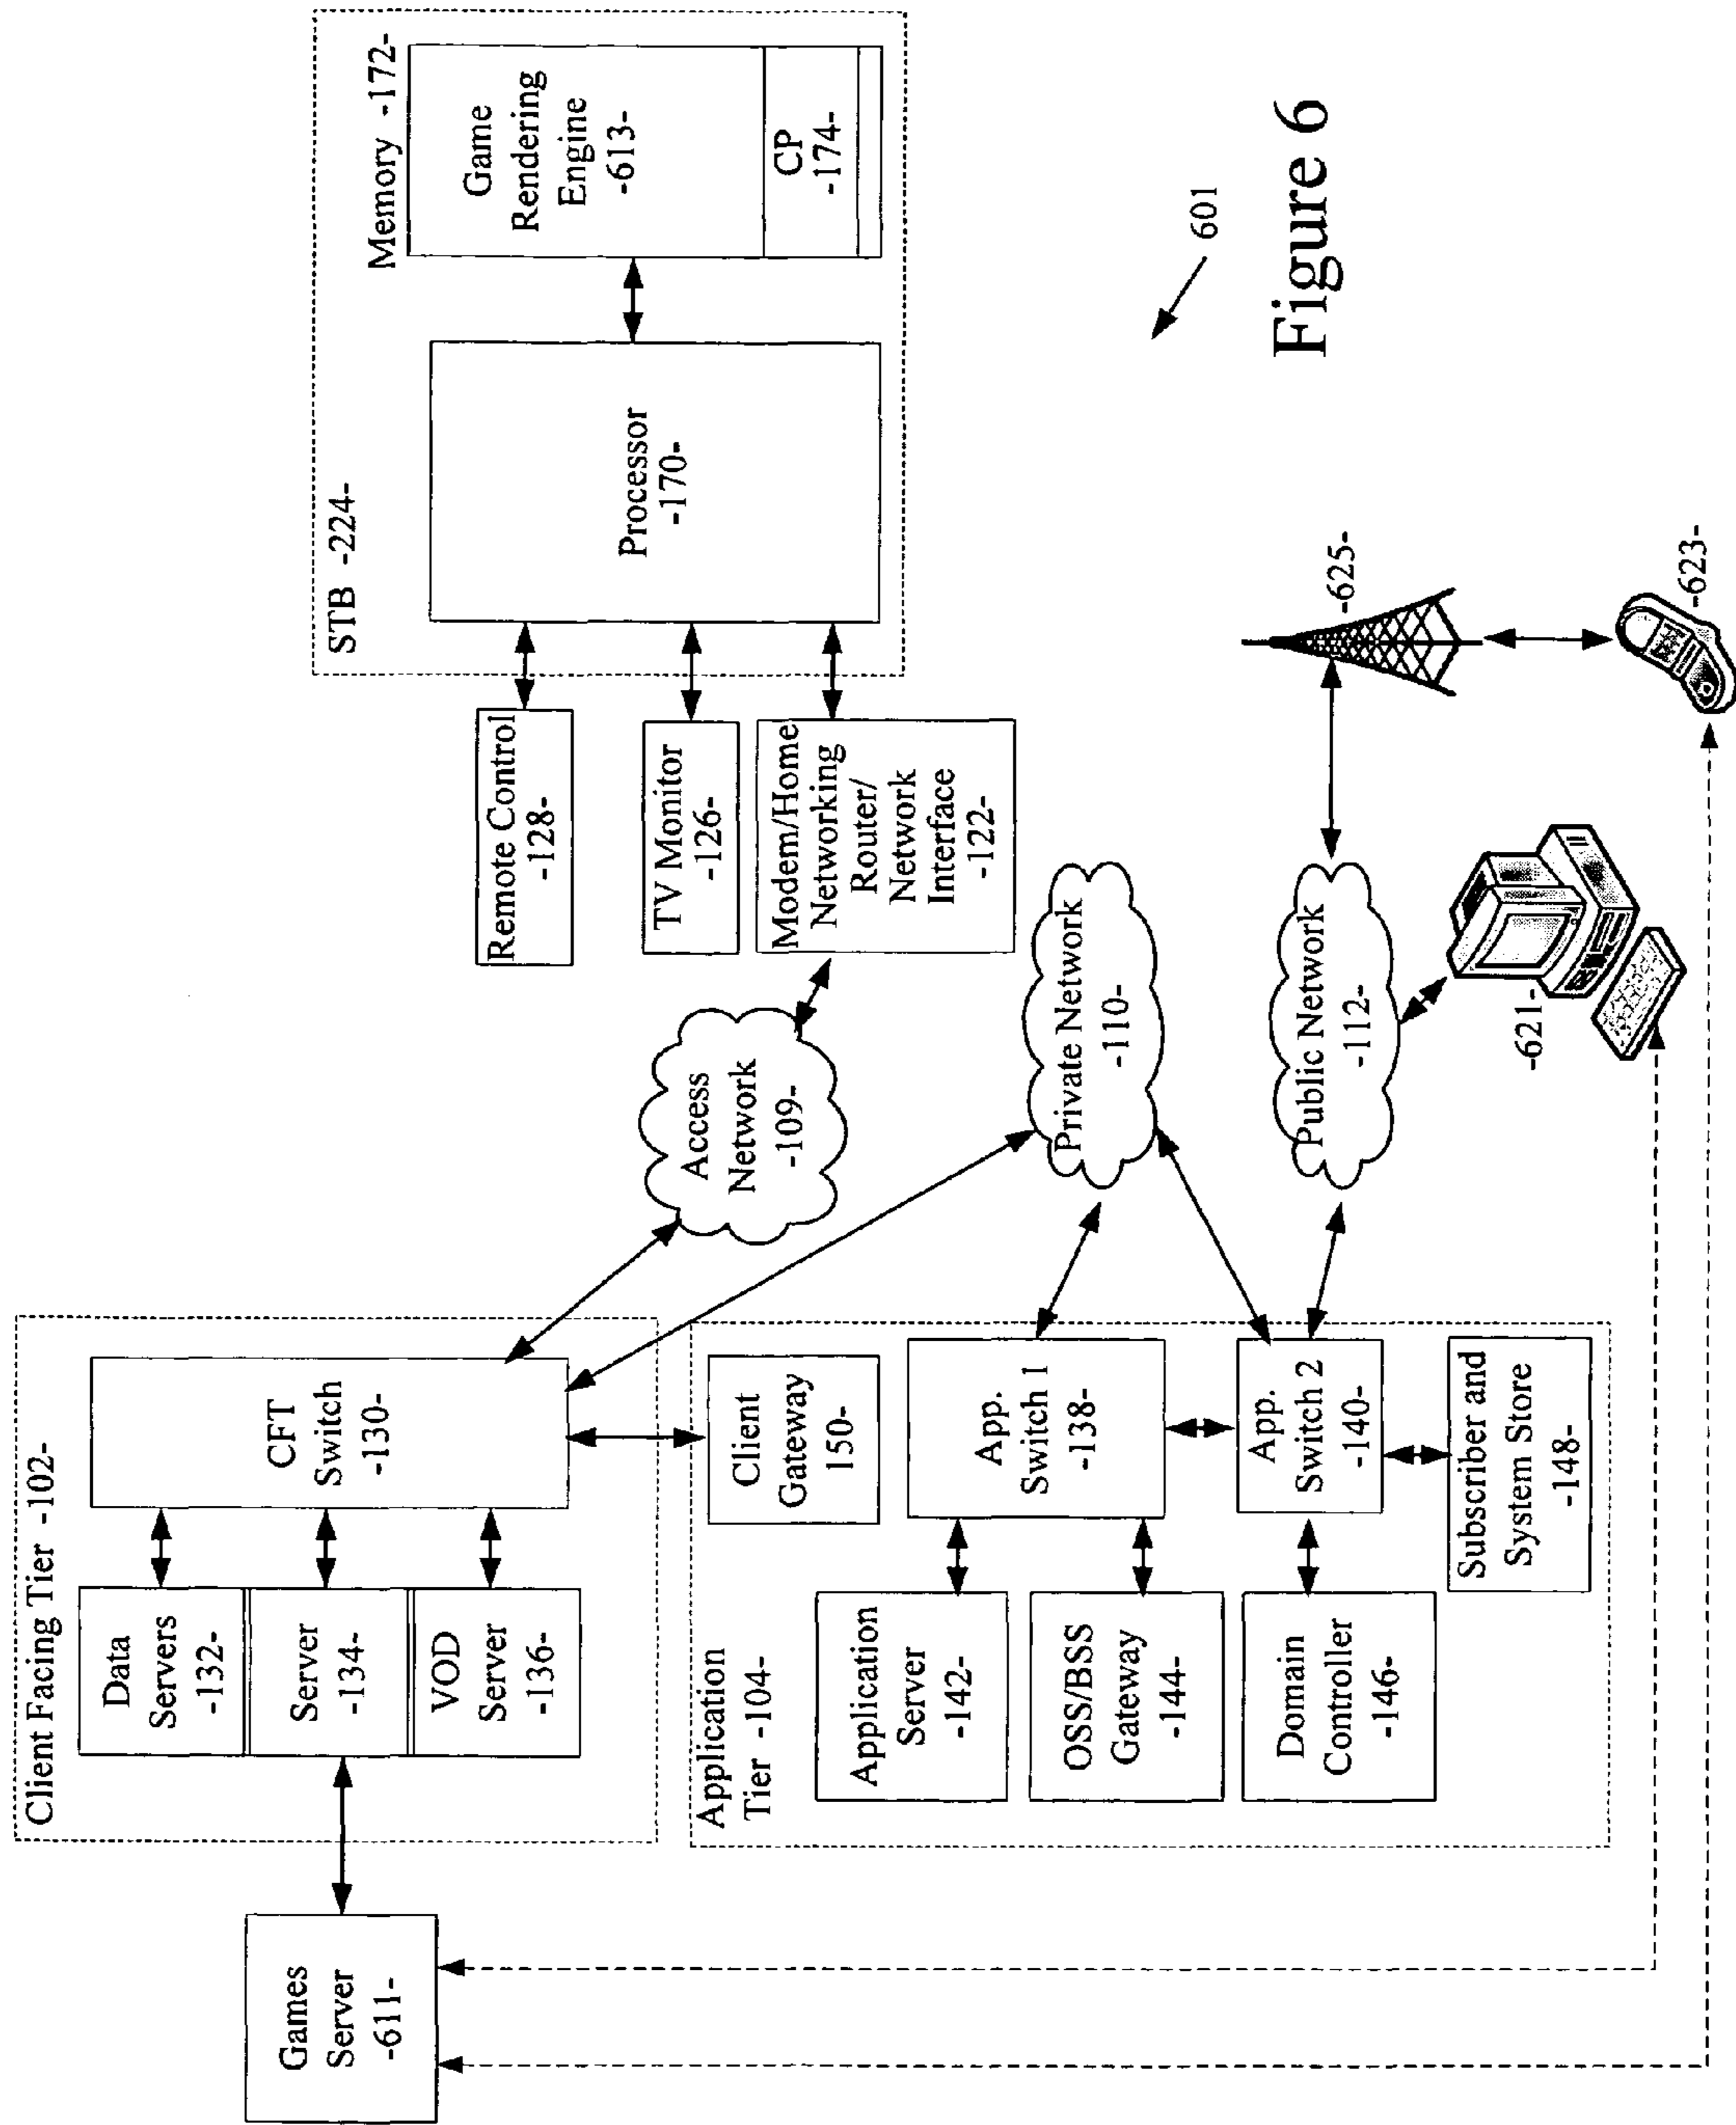 Client Facing Tier -102-
Data
Servers
-132-
Server
-134-
VOD
Server
-136-
CFT
Switch
-130-
Games
Server
-611-
Application
Tier -104-
Application
Server
-142-
OSS/BSS
Gateway
-144-
Domain
Controller
-146-
Client
Gateway
150-
App.
Switch 1
-138-
App.
Switch 2
-140-
Subscriber and
System Store
-148-
Access
Network
-109-
Private Network
-110-
Public Network
-112-
Remote Control
-128-
TV Monitor
-126-
Modem/Home
Networking
Router/
Network
Interface
-122-
STB -224-
Processor
-170-
Memory -172-
Game
Rendering
Engine
-613-
CP
-174-
-621-
-625-
-623-
601
Figure 6